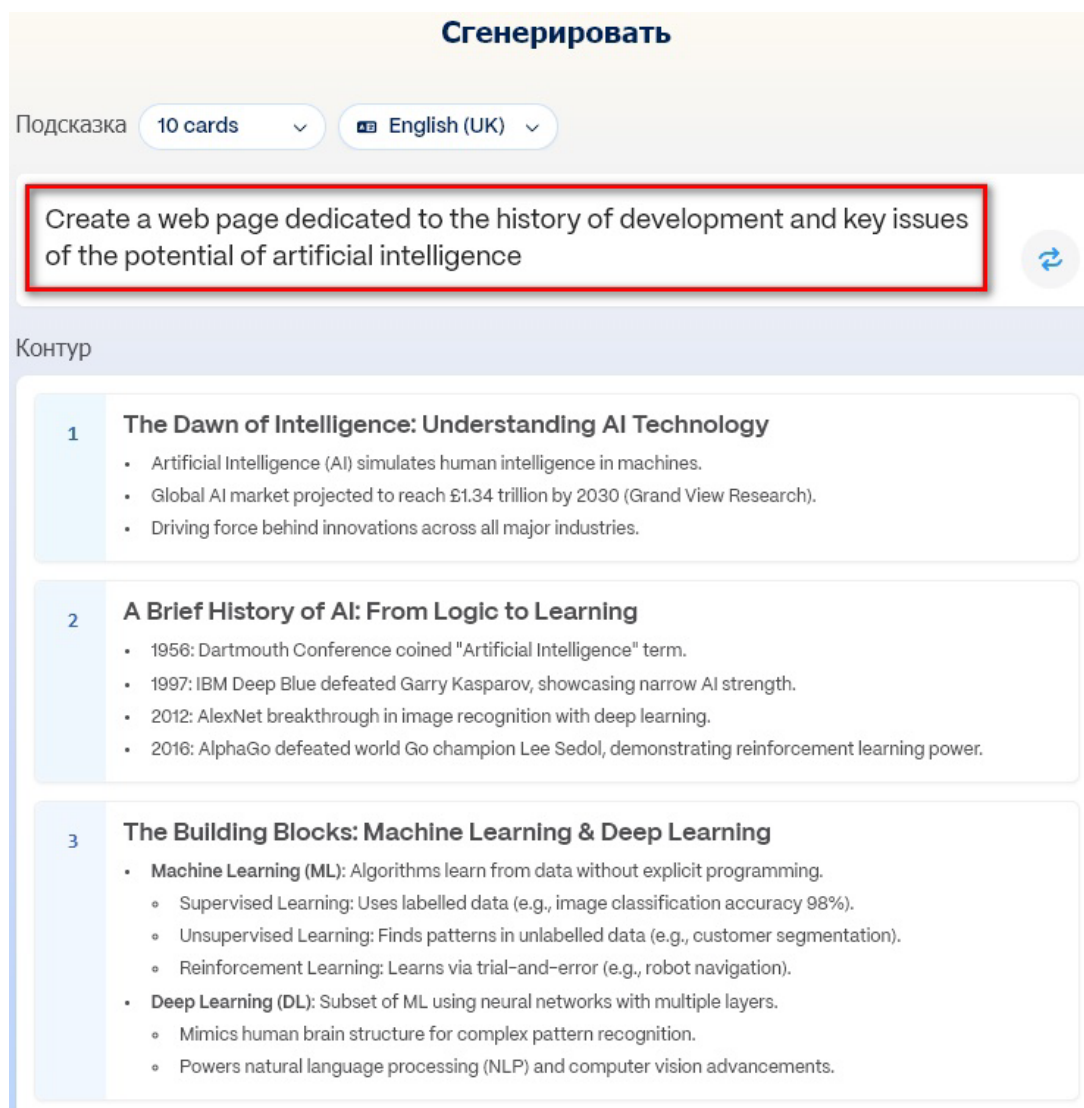 Сгенерировать
Подсказка 10 cards English (UK)
Create a web page dedicated to the history of development and key issues
of the potential of artificial intelligence
Контур
1 The Dawn of Intelligence: Understanding AI Technology
• Artificial Intelligence (AI) simulates human intelligence in machines.
• Global AI market projected to reach £1.34 trillion by 2030 (Grand View Research).
• Driving force behind innovations across all major industries.
2 A Brief History of AI: From Logic to Learning
• 1956: Dartmouth Conference coined "Artificial Intelligence" term.
• 1997: IBM Deep Blue defeated Garry Kasparov, showcasing narrow AI strength.
• 2012: AlexNet breakthrough in image recognition with deep learning.
• 2016: AlphaGo defeated world Go champion Lee Sedol, demonstrating reinforcement learning power.
3 The Building Blocks: Machine Learning & Deep Learning
• Machine Learning (ML): Algorithms learn from data without explicit programming.
◦ Supervised Learning: Uses labelled data (e.g., image classification accuracy 98%).
◦ Unsupervised Learning: Finds patterns in unlabelled data (e.g., customer segmentation).
◦ Reinforcement Learning: Learns via trial-and-error (e.g., robot navigation).
• Deep Learning (DL): Subset of ML using neural networks with multiple layers.
◦ Mimics human brain structure for complex pattern recognition.
◦ Powers natural language processing (NLP) and computer vision advancements.